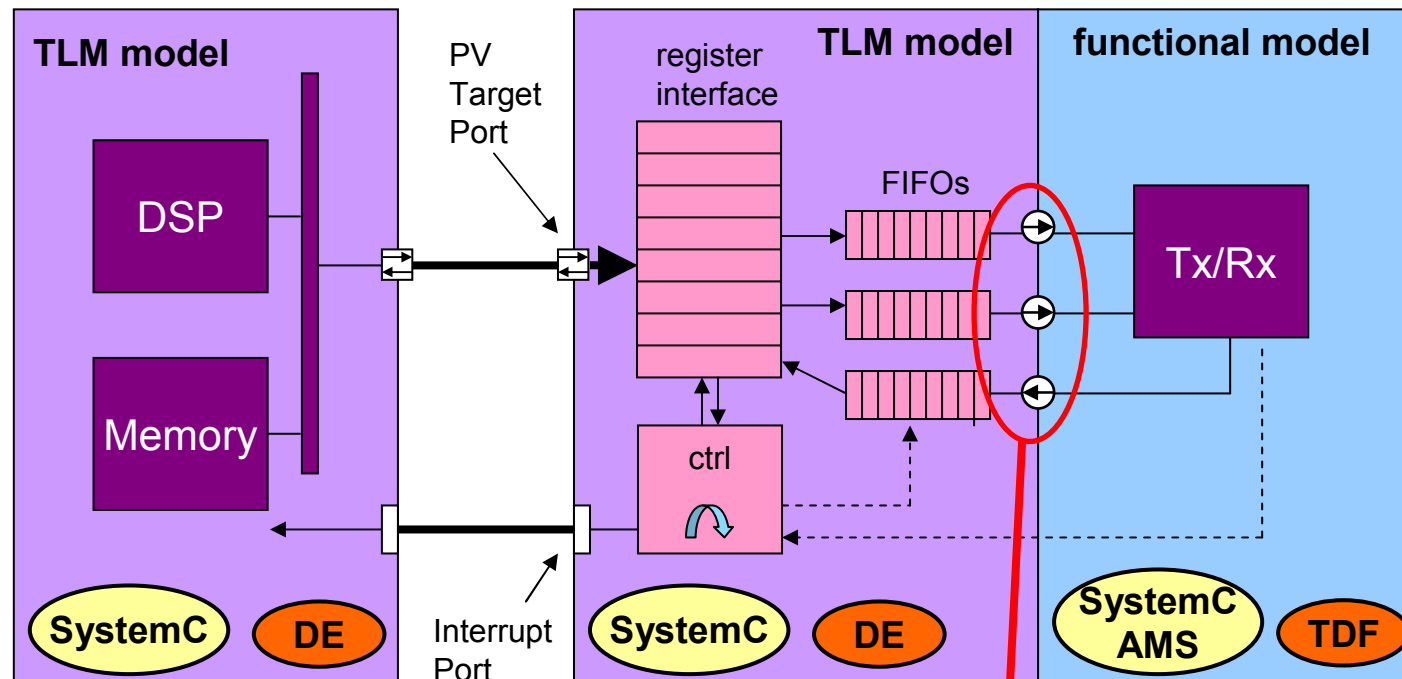 TLM model
PV
Target
Port
register
interface
TLM model
functional model
FIFOs
DSP
Tx/Rx
Memory
ctrl
SystemC
DE
Interrupt
Port
SystemC
DE
SystemC
AMS
TDF